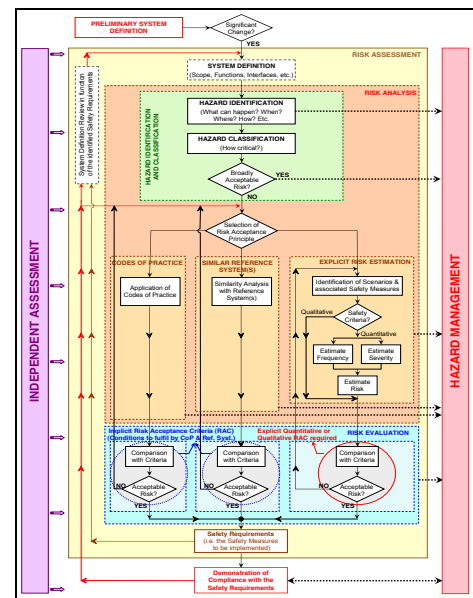 PRELIMINARY SYSTEM
DEFINITION
Significant
Change?
YES
RISK ASSESSMENT
SYSTEM DEFINITION
(Scope, Functions, Interfaces, etc.)
RISK ANALYSIS
System Definition Review in function
of the identified Safety Requirements
HAZARD IDENTIFICATION
AND CLASSIFICATION
HAZARD IDENTIFICATION
(What can happen? When?
Where? How? Etc.
HAZARD CLASSIFICATION
(How critical?)
Broadly
Acceptable
Risk?
YES
NO
INDEPENDENT ASSESSMENT
HAZARD MANAGEMENT
Selection of
Risk Acceptance
Principle
CODES OF PRACTICE
SIMILAR REFERENCE
SYSTEM(S)
EXPLICIT RISK ESTIMATION
Application of
Codes of Practice
Similarity Analysis
with Reference
System(s)
Identification of Scenarios &
associated Safety Measures
Qualitative
Safety
Criteria?
Quantitative
Estimate
Frequency
Estimate
Severity
Estimate
Risk
Implicit Risk Acceptance Criteria (RAC)
(Conditions to fulfil by CoP & Ref. Syst.)
Explicit Quantitative or
Qualitative RAC required
RISK EVALUATION
Comparison
with Criteria
Comparison
with Criteria
Comparison
with Criteria
NO
Acceptable
Risk?
NO
Acceptable
Risk?
NO
Acceptable
Risk?
YES
YES
YES
Safety Requirements
(i.e. the Safety Measures
to be implemented)
Demonstration of
Compliance with the
Safety Requirements